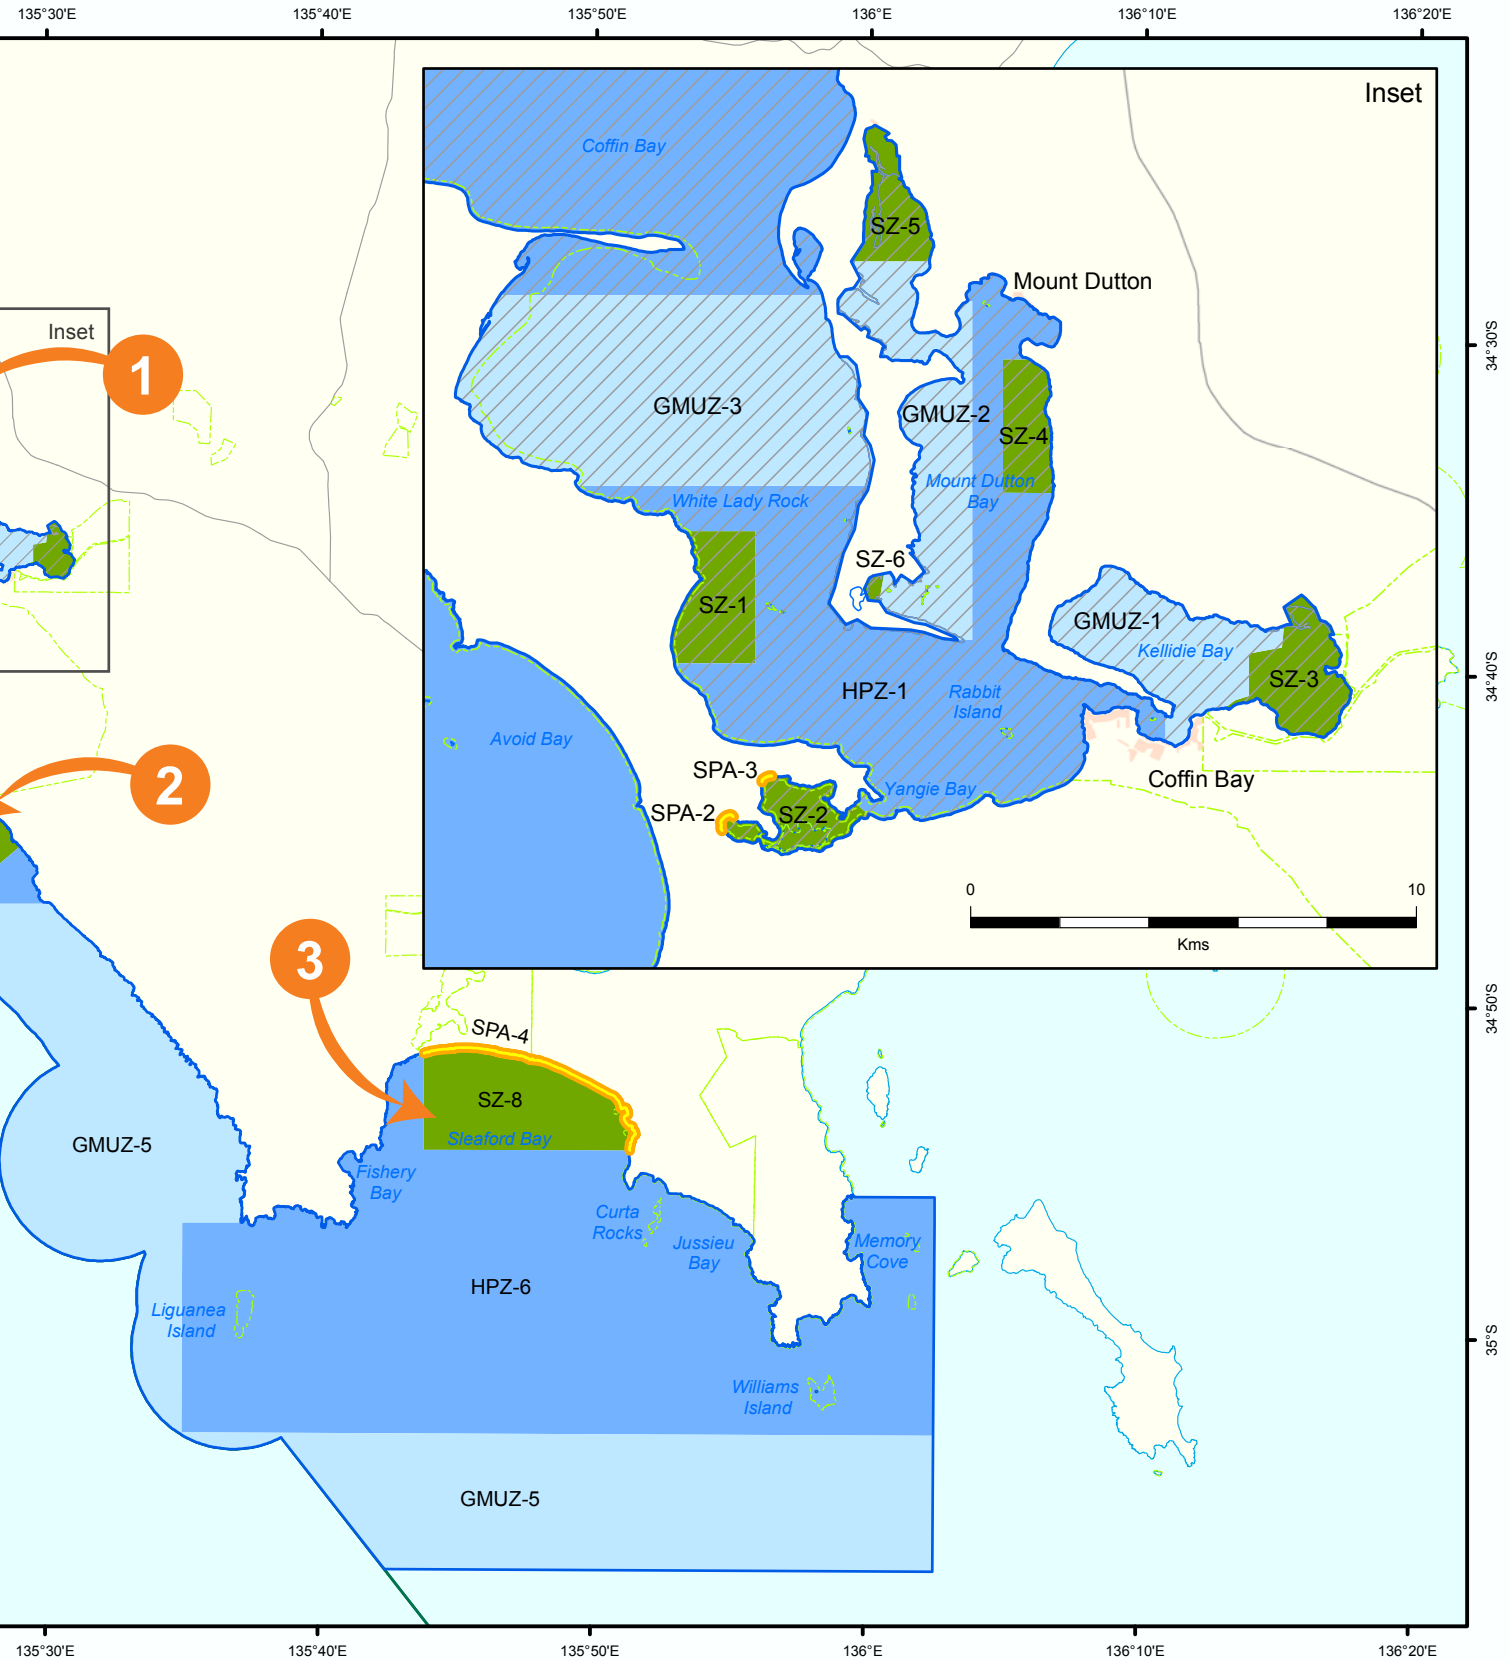 135°30'E
135°40'E
135°50'E
136°E
136°10'E
136°20'E
Inset
Coffin Bay
SZ-5
Mount Dutton
Inset
34°30'S
1
GMUZ-3
GMUZ-2
SZ-4
Mount Dutton
Bay
White Lady Rock
SZ-6
SZ-1
GMUZ-1
Kellidie Bay
SZ-3
34°40'S
HPZ-1
Rabbit
Island
Avoid Bay
SPA-3
Coffin Bay
2
Yangie Bay
SPA-2
SZ-2
0
10
Kms
3
34°50'S
SPA-4
SZ-8
Sleaford Bay
GMUZ-5
Fishery
Bay
Curta
Rocks
Jussieu
Bay
Memory
Cove
HPZ-6
Liguanea
Island
35°S
Williams
Island
GMUZ-5
135°30'E
135°40'E
135°50'E
136°E
136°10'E
136°20'E